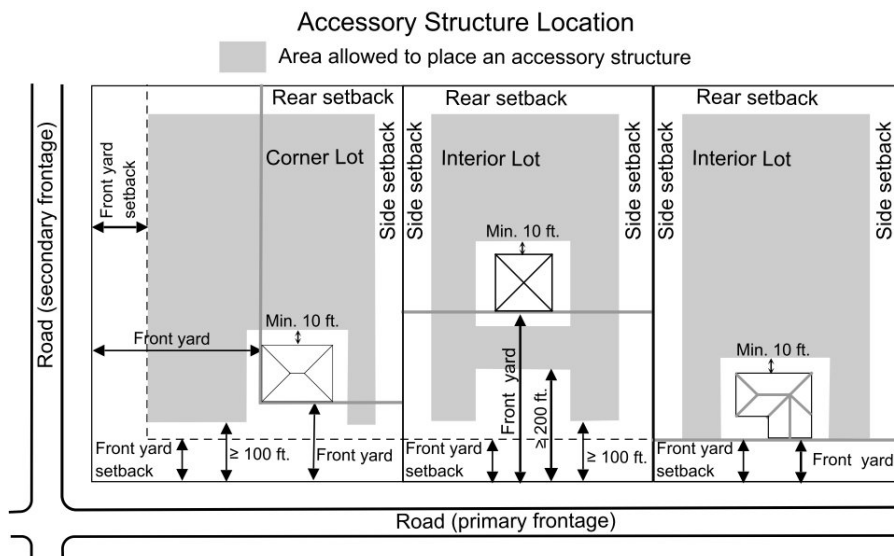 Accessory Structure Location
Area allowed to place an accessory structure
Road (secondary frontage)
Rear setback
Front yard
setback
Corner Lot
Side setback
Min. 10 ft.
Front yard
Front yard
setback
≥ 100 ft.
Front yard
Rear setback
Side setback
Interior Lot
Side setback
Min. 10 ft.
Front yard
≥ 200 ft.
Front yard
setback
≥ 100 ft.
Rear setback
Side setback
Interior Lot
Side setback
Min. 10 ft.
Front yard
setback
Front yard
Road (primary frontage)